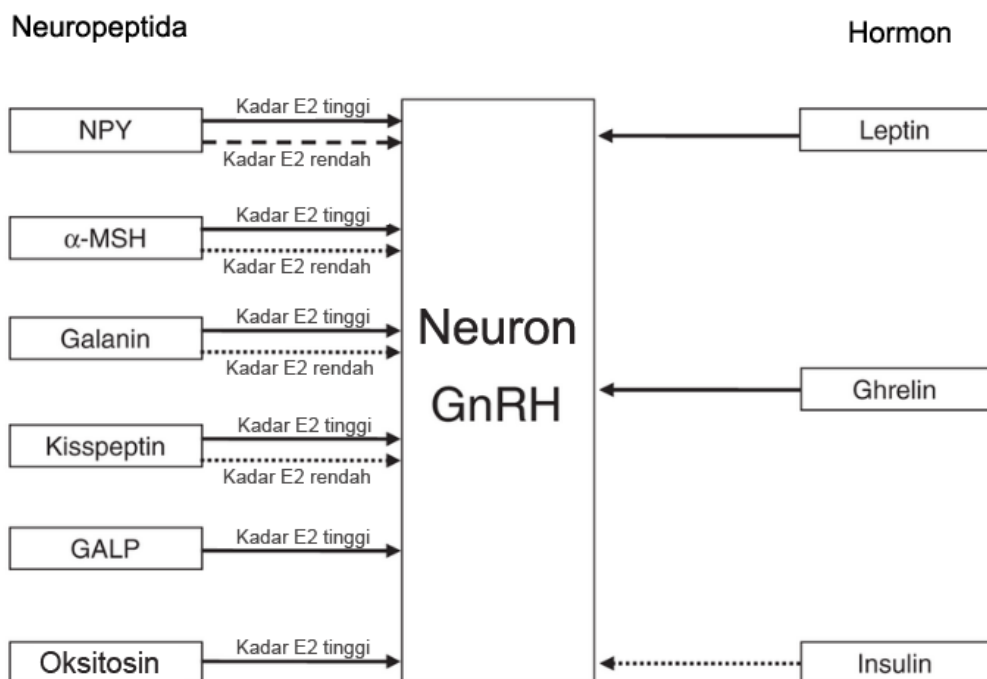 Neuropeptida
Hormon
NPY
Kadar E2 tinggi
Kadar E2 rendah
Leptin
α-MSH
Kadar E2 tinggi
Kadar E2 rendah
Galanin
Kadar E2 tinggi
Kadar E2 rendah
Neuron
GnRH
Ghrelin
Kisspeptin
Kadar E2 tinggi
Kadar E2 rendah
GALP
Kadar E2 tinggi
Oksitosin
Kadar E2 tinggi
Insulin